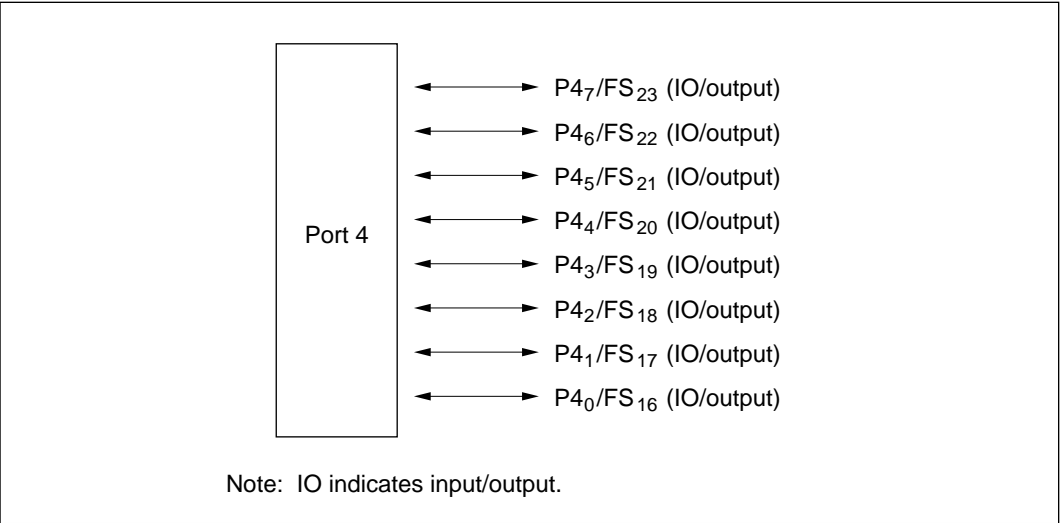 P4₇/FS₂₃ (IO/output)
P4₆/FS₂₂ (IO/output)
P4₅/FS₂₁ (IO/output)
P4₄/FS₂₀ (IO/output)
Port 4
P4₃/FS₁₉ (IO/output)
P4₂/FS₁₈ (IO/output)
P4₁/FS₁₇ (IO/output)
P4₀/FS₁₆ (IO/output)
Note: IO indicates input/output.